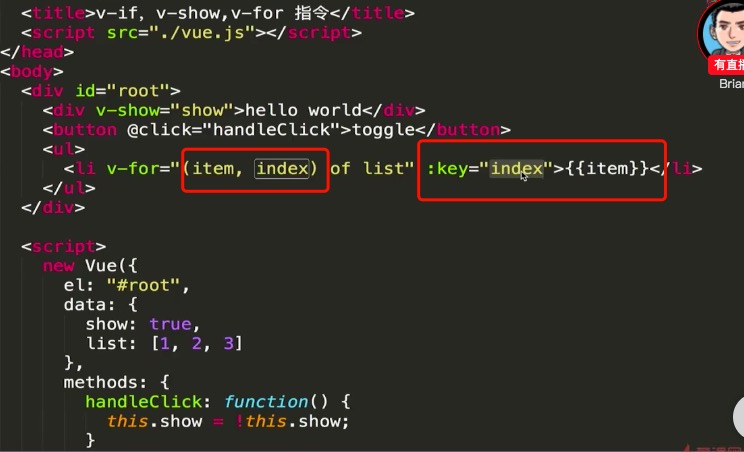 <title>v-if, v-show,v-for 指令</title>
<script src="./vue.js"></script>
</head>
<body>
<div id="root">
<div v-show="show">hello world</div>
<button @click="handleClick">toggle</button>
<ul>
<li v-for="(item, index) of list" :key="index">{{item}}</li>
</ul>
</div>
<script>
new Vue({
el: "#root",
data: {
show: true,
list: [1, 2, 3]
},
methods: {
handleClick: function() {
this.show = !this.show;
}
有直播
Brian